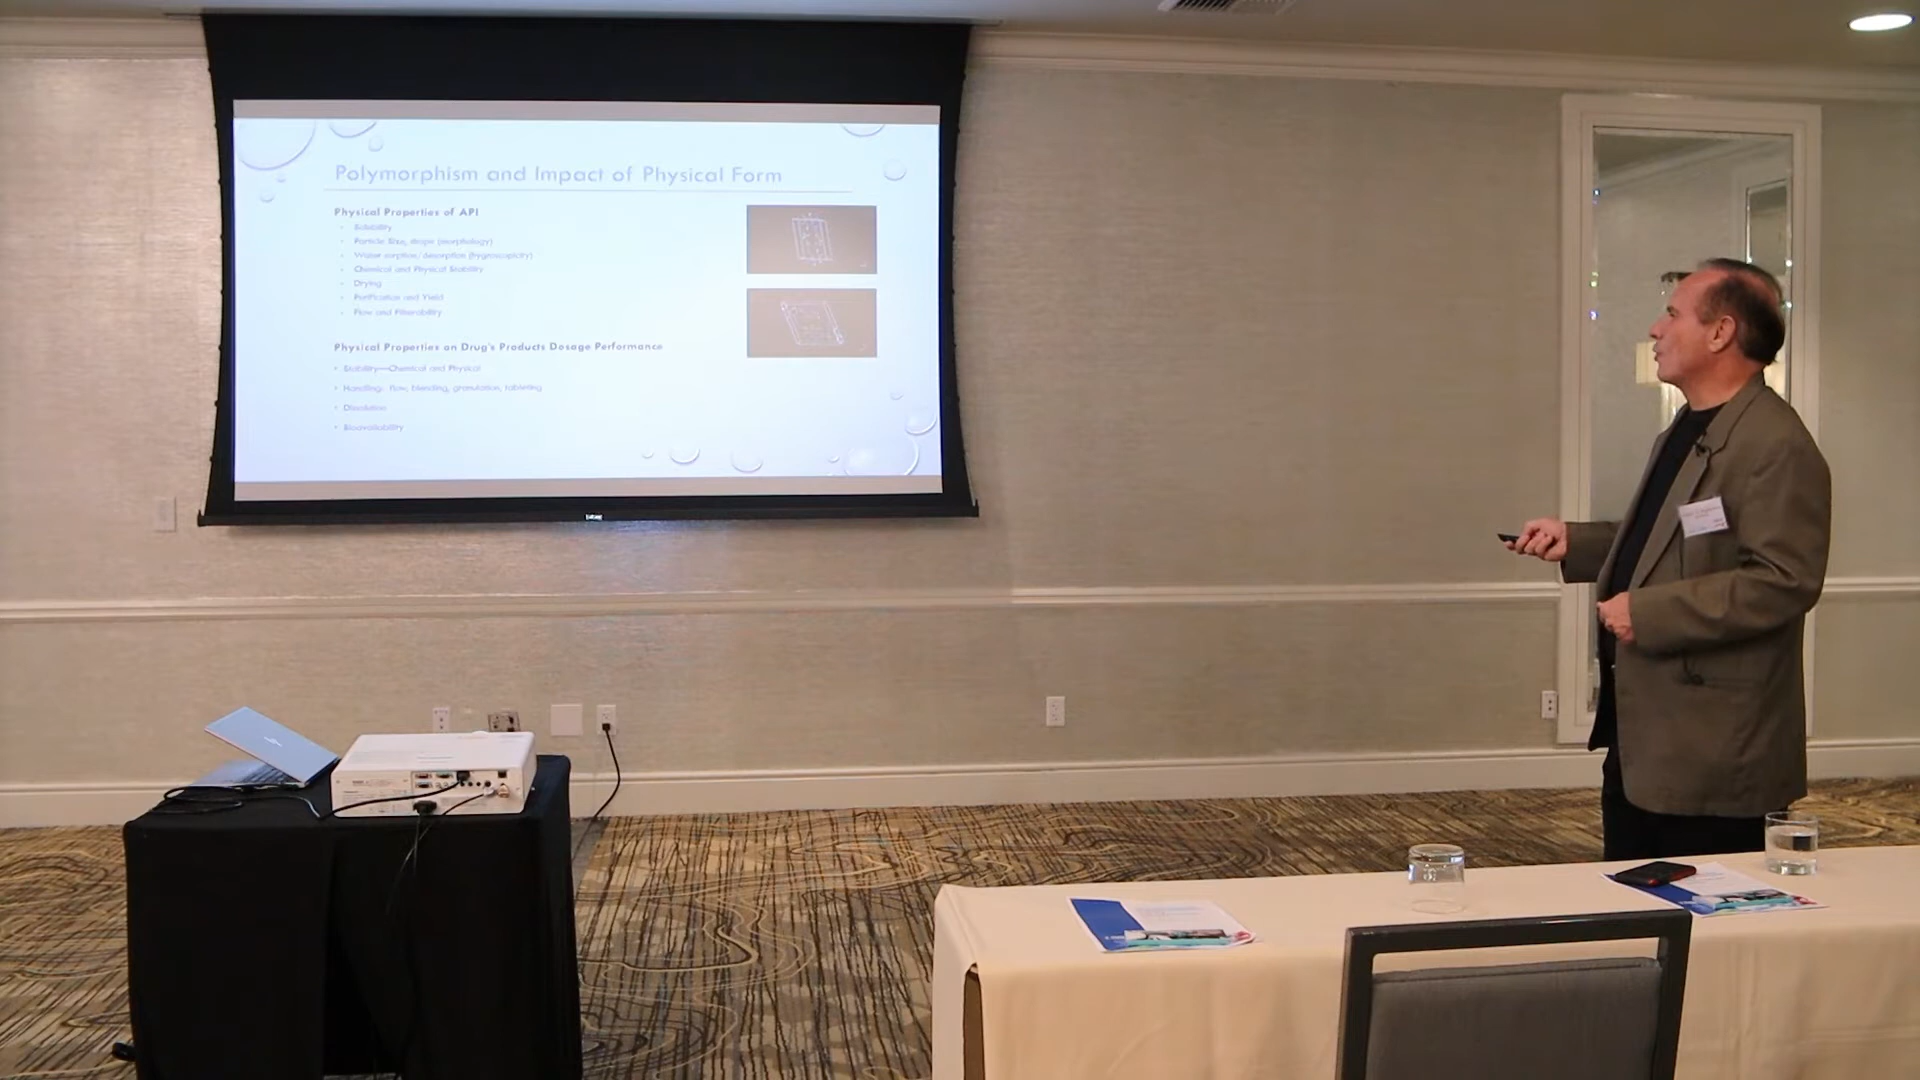 Polymorphism and Impact of Physical Form
Physical Properties of API
Solubility
Particle Size, shape (morphology)
Water sorption/desorption (hygroscopicity)
Chemical and Physical Stability
Drying
Purification and Yield
Flow and Filterability
Physical Properties on Drug's Products Dosage Performance
• Stability—Chemical and Physical
• Handling: Flow, blending, granulation, tableting
• Dissolution
• Bioavailability